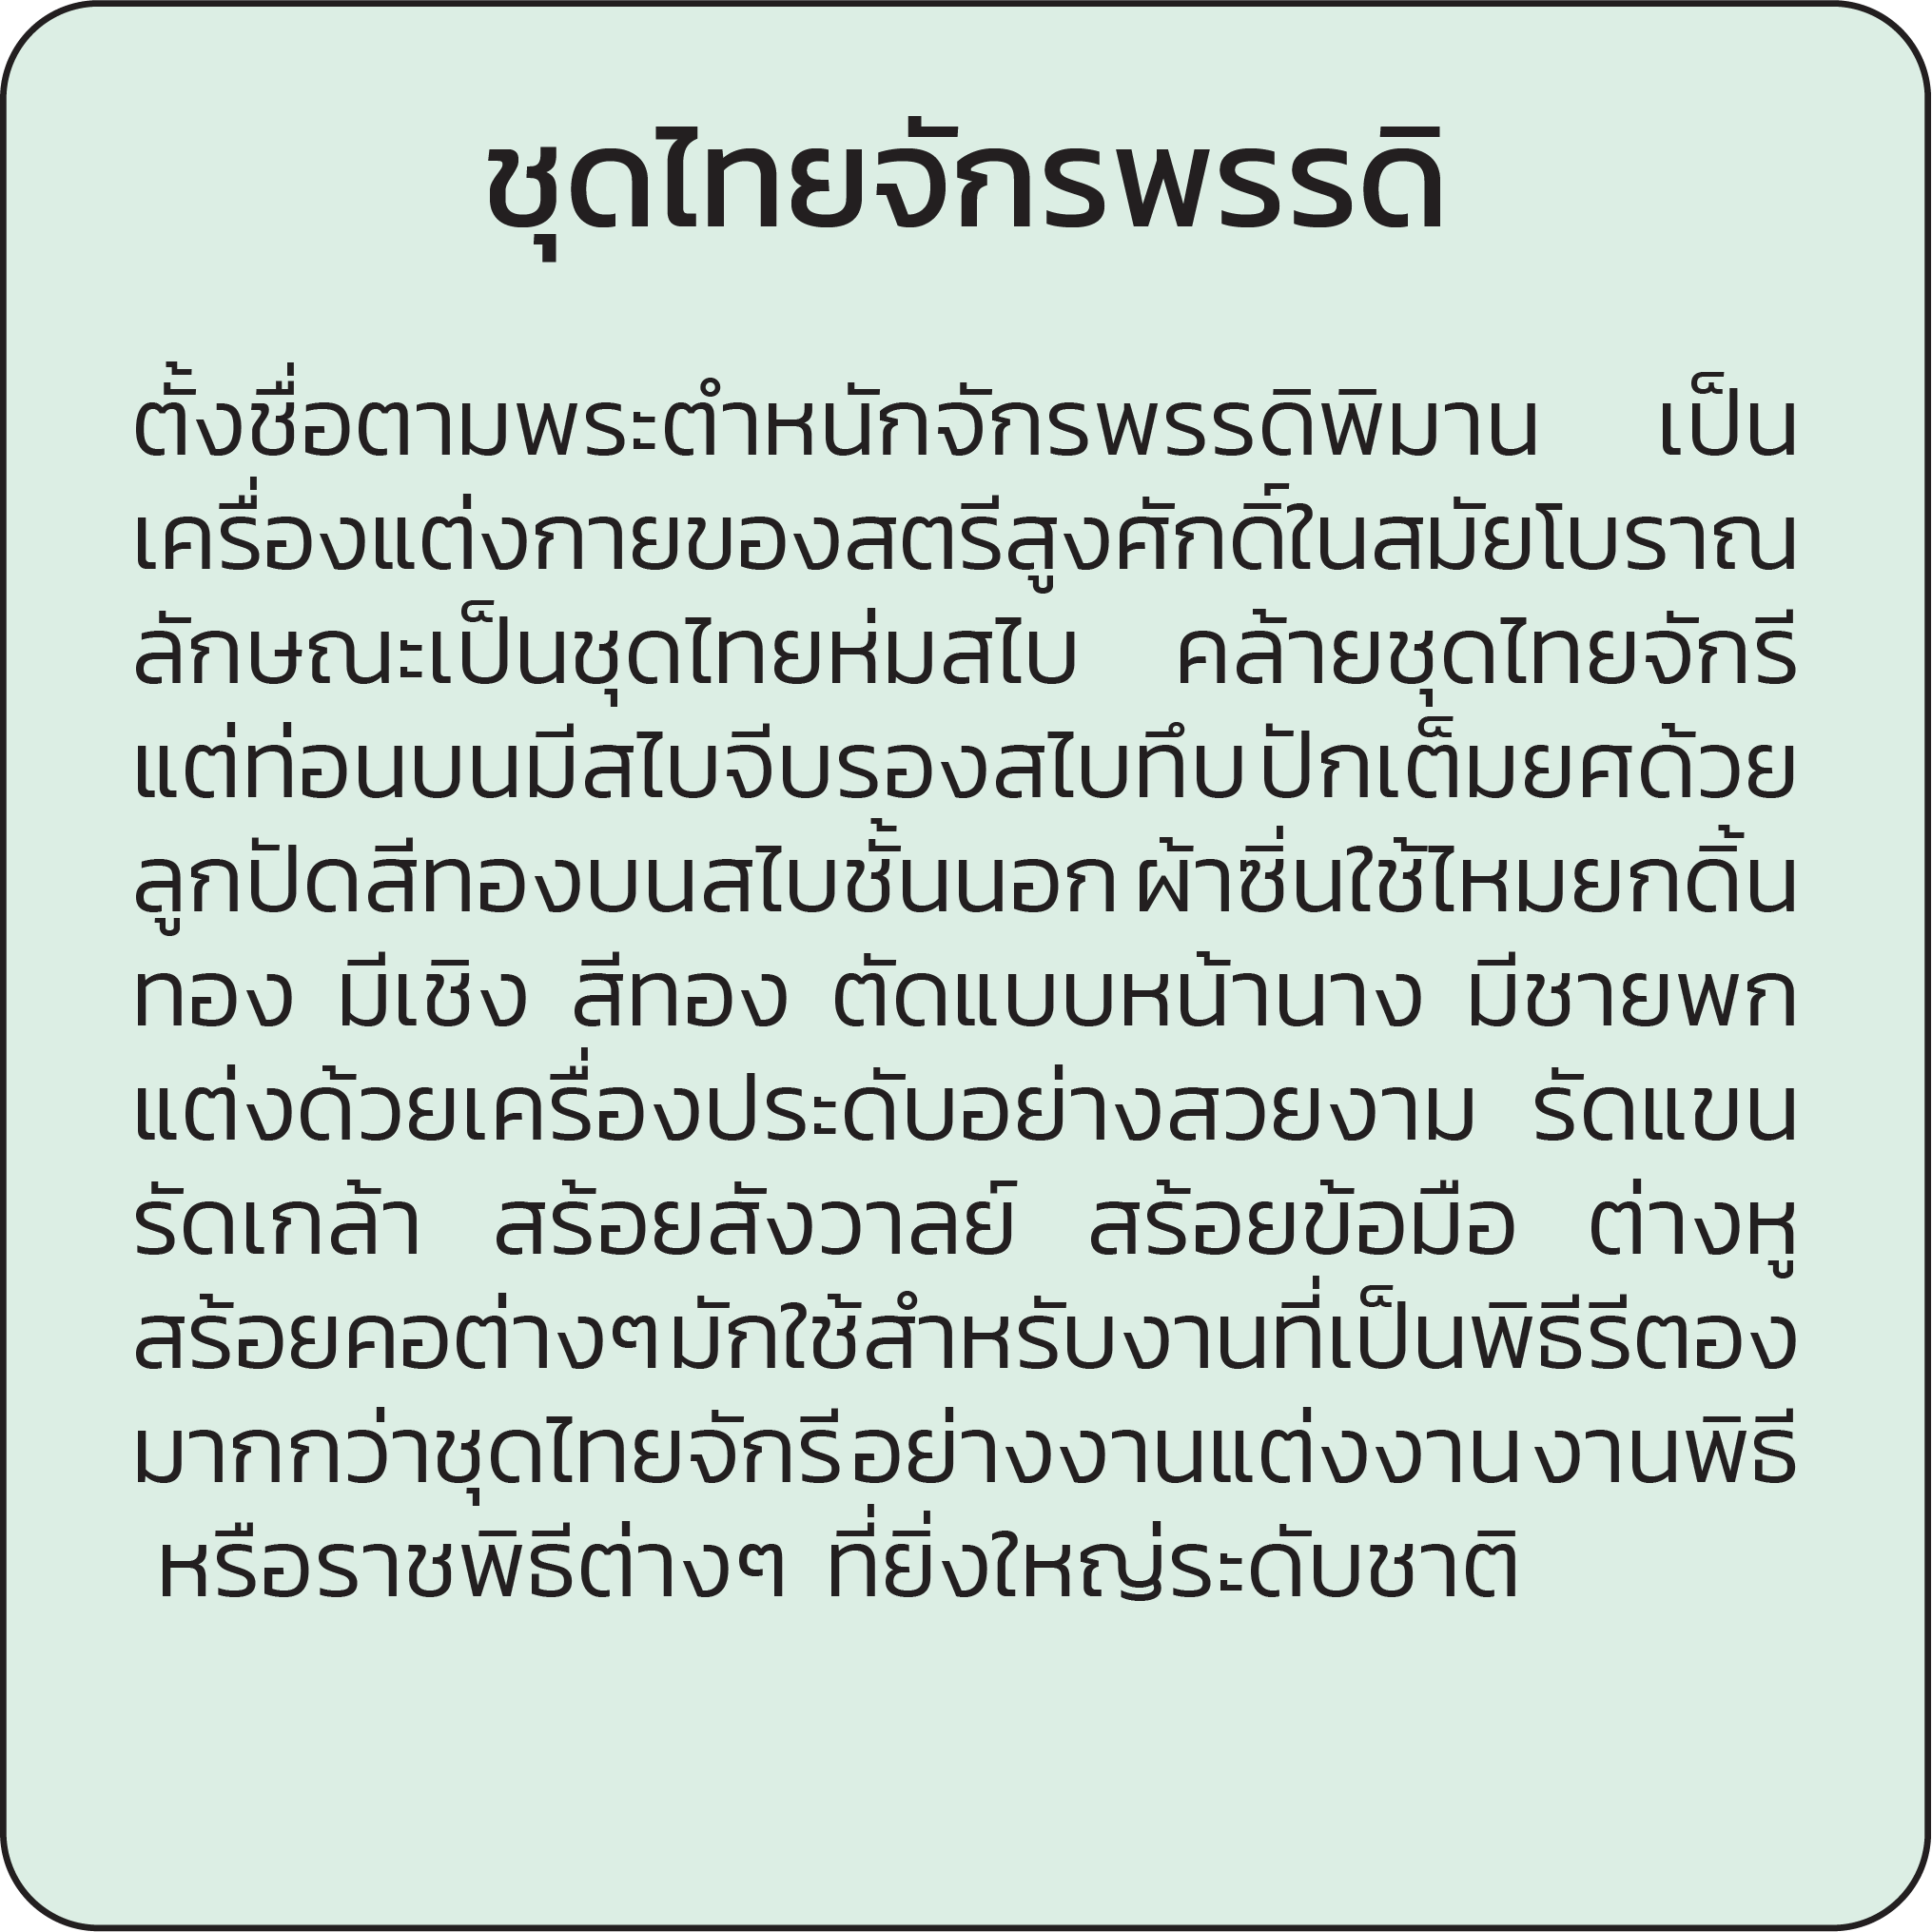 ชุดไทยจักรพรรดิ
ตั้งชื่อตามพระตำหนักจักรพรรดิพิมาน เป็น
เครื่องแต่งกายของสตรีสูงศักดิ์ในสมัยโบราณ
ลักษณะเป็นชุดไทยห่มสไบ คล้ายชุดไทยจักรี
แต่ท่อนบนมีสไบจีบรองสไบทึบ ปักเต็มยศด้วย
ลูกปัดสีทองบนสไบชั้นนอก ผ้าซิ่นใช้ไหมยกดิ้น
ทอง มีเชิง สีทอง ตัดแบบหน้านาง มีชายพก
แต่งด้วยเครื่องประดับอย่างสวยงาม รัดแขน
รัดเกล้า สร้อยสังวาลย์ สร้อยข้อมือ ต่างหู
สร้อยคอต่างๆ มักใช้สำหรับงานที่เป็นพิธีรีตอง
มากกว่าชุดไทยจักรี อย่างงานแต่งงาน งานพิธี
หรือราชพิธีต่างๆ ที่ยิ่งใหญ่ระดับชาติ